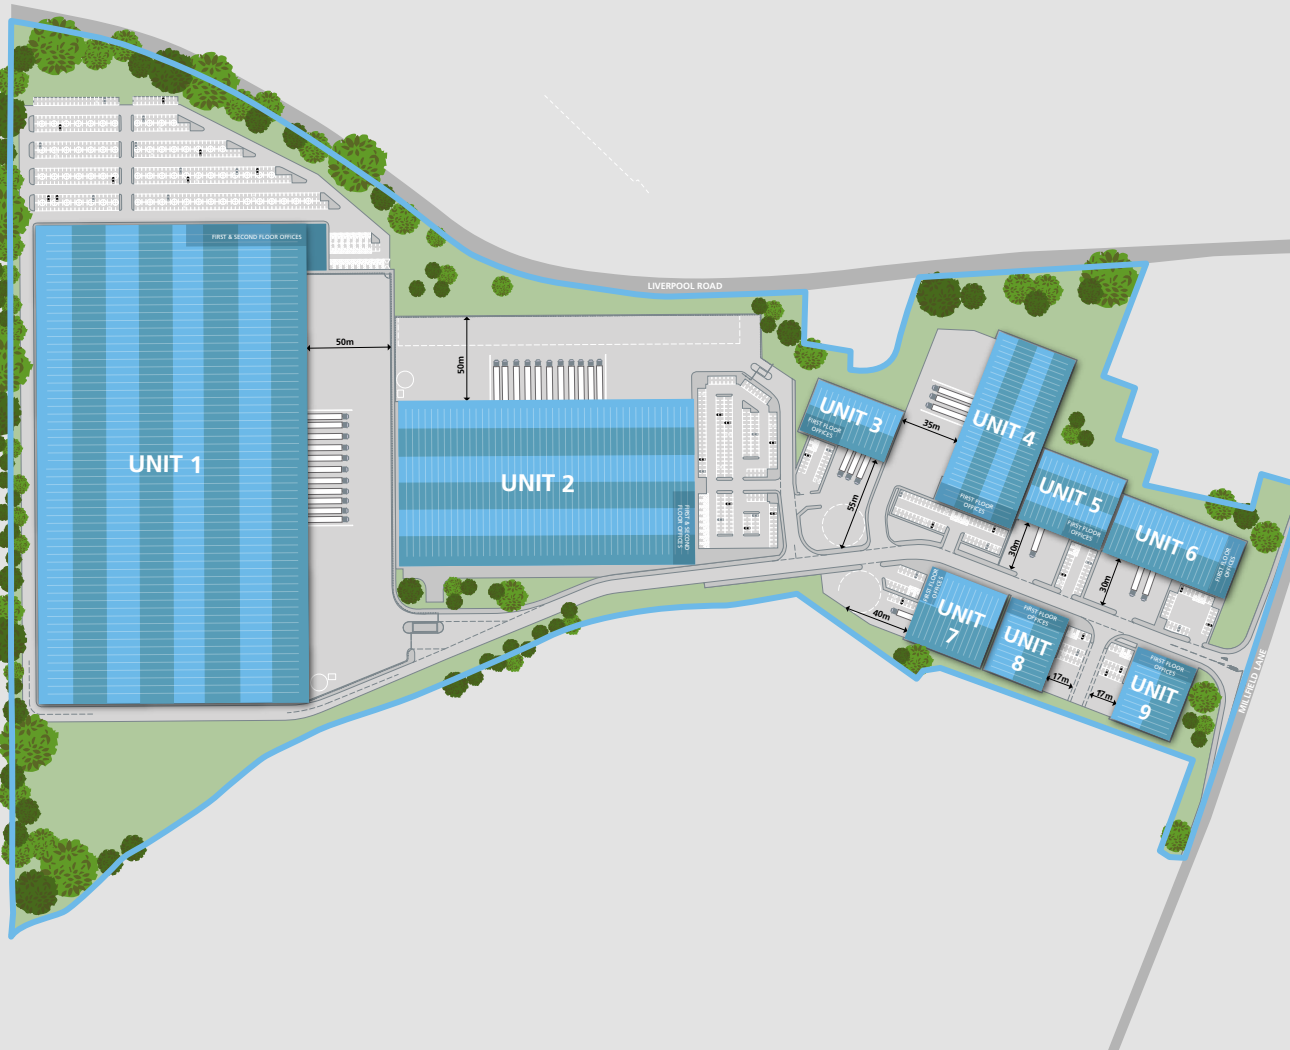 FIRST & SECOND FLOOR OFFICES
LIVERPOOL ROAD
50m
50m
UNIT 1
UNIT 2
FIRST & SECOND
FLOOR OFFICES
UNIT 3
FIRST FLOOR
OFFICES
35m
UNIT 4
FIRST FLOOR
OFFICES
55m
UNIT 5
FIRST FLOOR
OFFICES
30m
UNIT 6
FIRST FLOOR
OFFICES
30m
40m
FIRST FLOOR
OFFICES
UNIT
7
FIRST FLOOR
OFFICES
UNIT
8
17m
17m
FIRST FLOOR
OFFICES
UNIT
9
MILLFIELD LANE